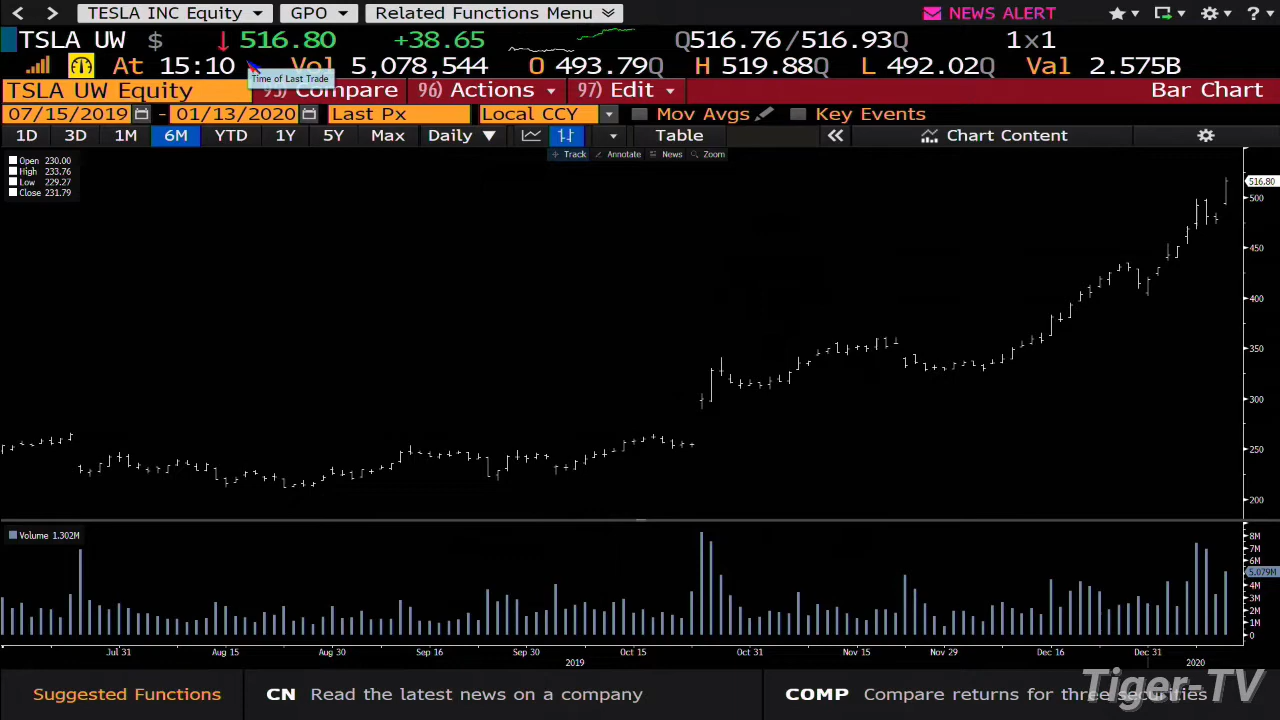 TESLA INC Equity GPO Related Functions Menu NEWS ALERT ?
TSLA UW $ ↓ 516.80 +38.65 Q516.76/516.93Q 1×1
At 15:10 Vol 5,078,544 O 493.79Q H 519.88Q L 492.02Q Val 2.575B
Time of Last Trade
TSLA UW Equity 95) Compare 96) Actions 97) Edit Bar Chart
07/15/2019 - 01/13/2020 Last Px Local CCY Mov Avgs Key Events
1D 3D 1M 6M YTD 1Y 5Y Max Daily ▼ Table « Chart Content
Track Annotate News Zoom
Open 230.00
High 233.76
Low 229.27
Close 231.79
516.80
500
450
400
350
300
250
200
Volume 1.302M
8M
7M
6M
5.079M
4M
3M
2M
1M
0
Jul 31 Aug 15 Aug 30 Sep 16 Sep 30 Oct 15 Oct 31 Nov 15 Nov 29 Dec 16 Dec 31
2019 2020
Suggested Functions CN Read the latest news on a company COMP Compare returns for three securities
Tiger-TV